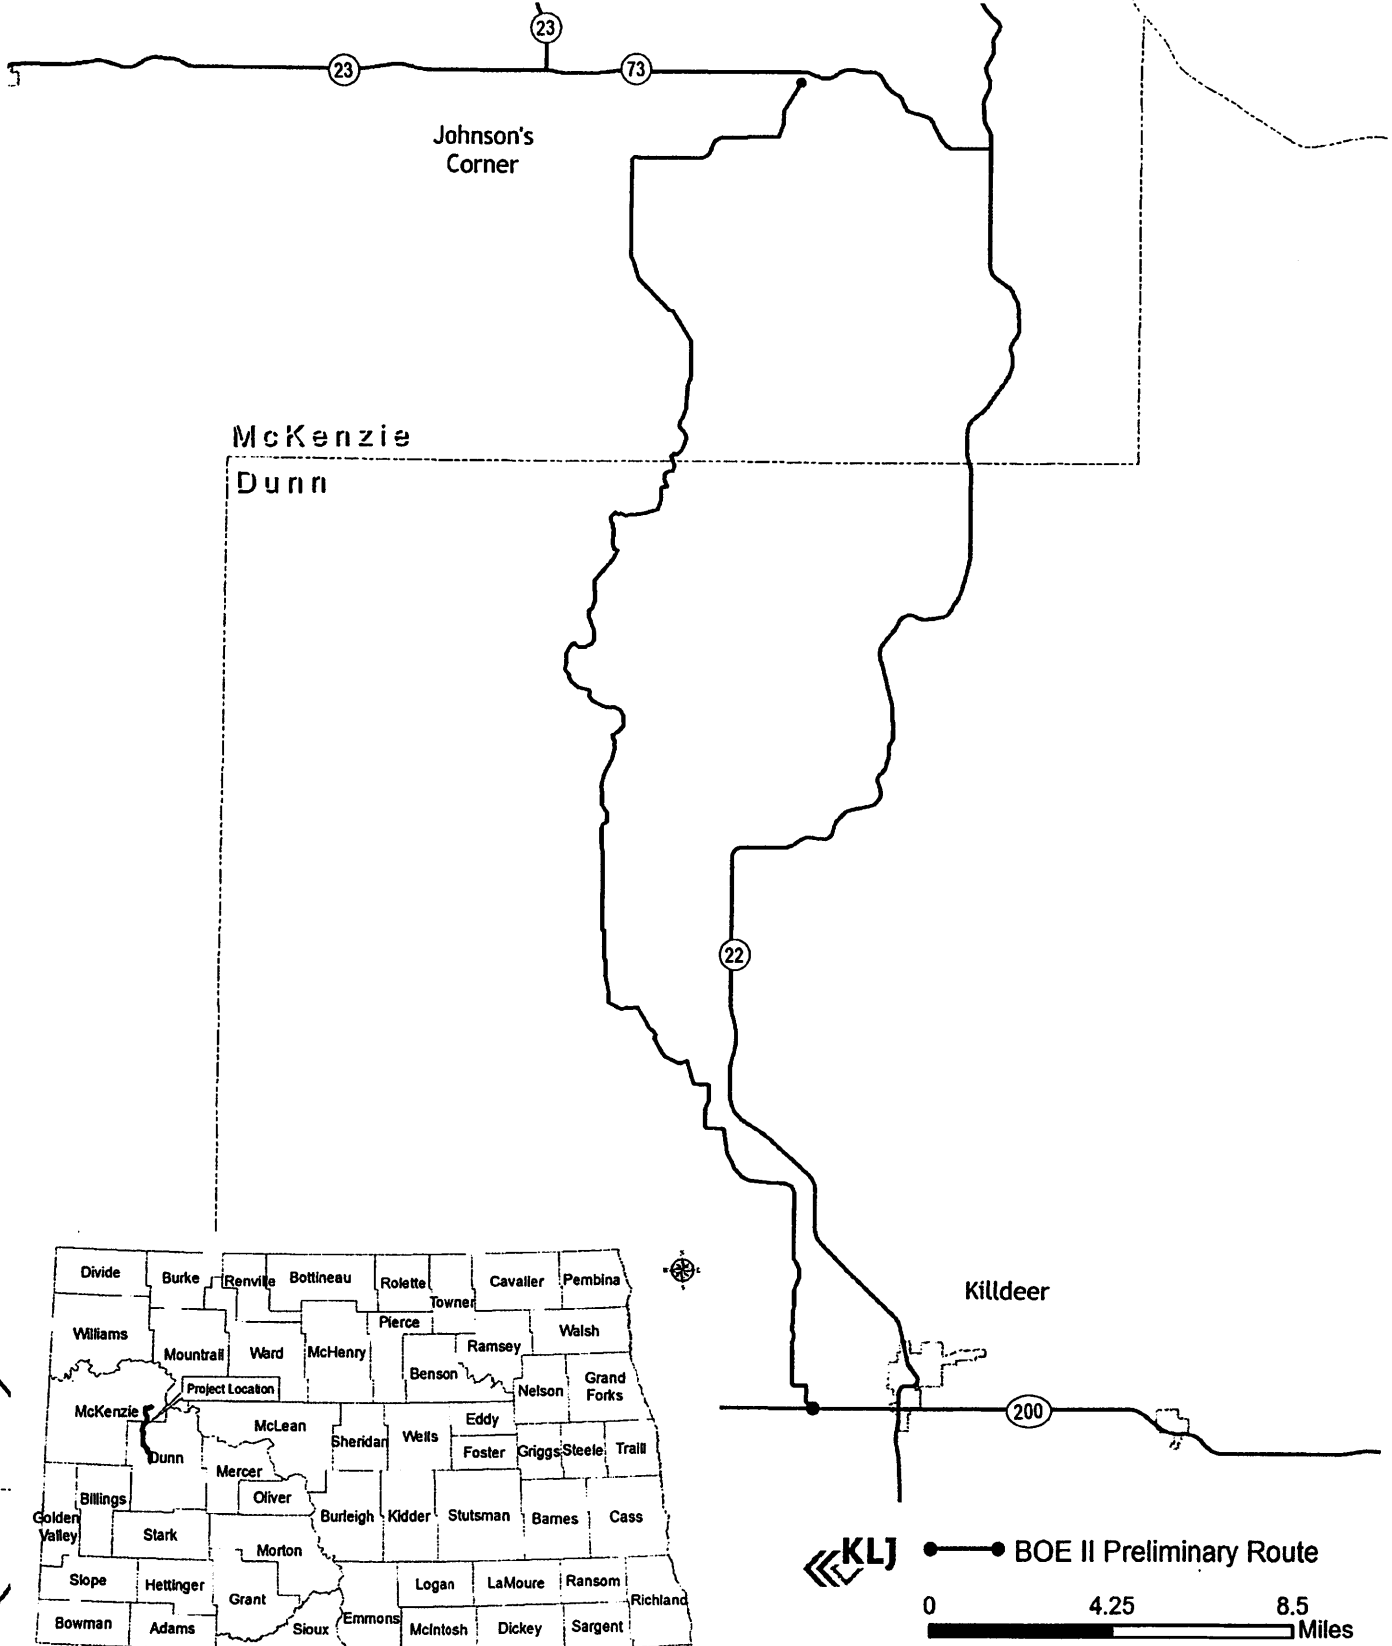 23
23
73
Johnson's
Corner
McKenzie
Dunn
22
Killdeer
200
Divide
Burke
Renville
Bottineau
Rolette
Towner
Cavalier
Pembina
Williams
Mountrail
Ward
McHenry
Pierce
Benson
Ramsey
Walsh
Nelson
Grand
Forks
Project Location
McKenzie
Dunn
McLean
Sheridan
Wells
Eddy
Foster
Griggs
Steele
Traill
Mercer
Oliver
Billings
Golden
Valley
Stark
Morton
Burleigh
Kidder
Stutsman
Barnes
Cass
Slope
Hettinger
Grant
Bowman
Adams
Sioux
Emmons
Logan
LaMoure
Ransom
Richland
McIntosh
Dickey
Sargent
KLJ
BOE II Preliminary Route
0 4.25 8.5
Miles